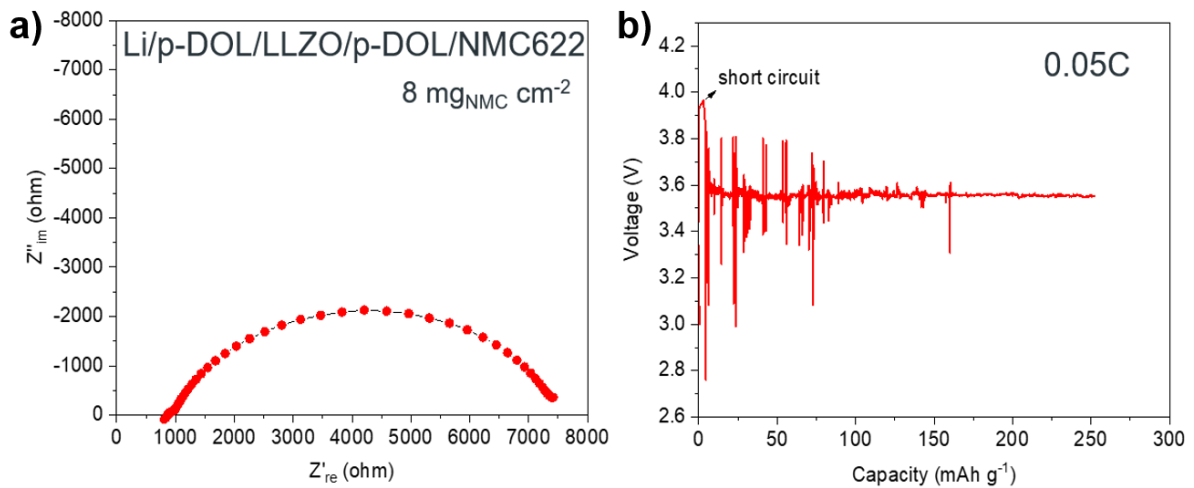 a)
Li/p-DOL/LLZO/p-DOL/NMC622
8 mg_NMC cm⁻²
-8000
-7000
-6000
-5000
-4000
-3000
-2000
-1000
0
Z''_im (ohm)
0 1000 2000 3000 4000 5000 6000 7000 8000
Z'_re (ohm)
b)
0.05C
short circuit
4.2
4.0
3.8
3.6
3.4
3.2
3.0
2.8
2.6
Voltage (V)
0 50 100 150 200 250 300
Capacity (mAh g⁻¹)